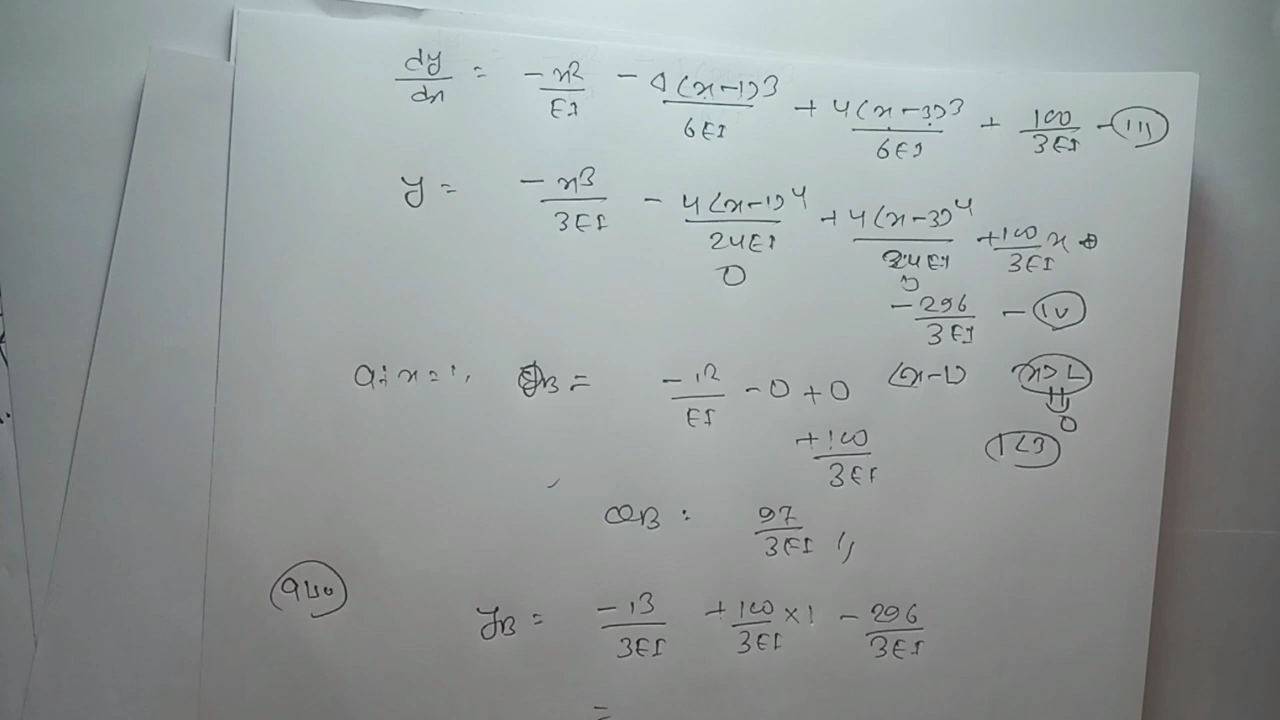 dy/dx = -x²/EI - 4(x-1)³/6EI + 4(x-3)³/6EI + 100/3EI - (III)
y = -x³/3EI - 4(x-1)⁴/24EI + 4(x-3)⁴/24EI + 100/3EI x
0 0
-296/3EI - (IV)
at x=1, θB = -1²/EI - 0 + 0
+100/3EI
0
1<3
θB = 97/3EI //
also
yB = -1³/3EI + 100/3EI × 1 - 296/3EI
=